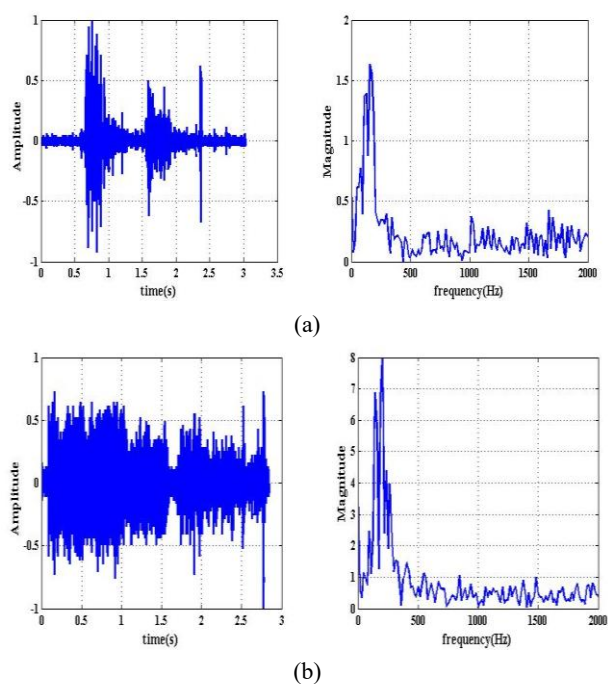 Amplitude
1
0.5
0
-0.5
-1
0 0.5 1 1.5 2 2.5 3 3.5
time(s)
Magnitude
2
1.5
1
0.5
0
0 500 1000 1500 2000
frequency(Hz)
(a)
Amplitude
1
0.5
0
-0.5
-1
0 0.5 1 1.5 2 2.5 3
time(s)
Magnitude
8
7
6
5
4
3
2
1
0
0 500 1000 1500 2000
frequency(Hz)
(b)